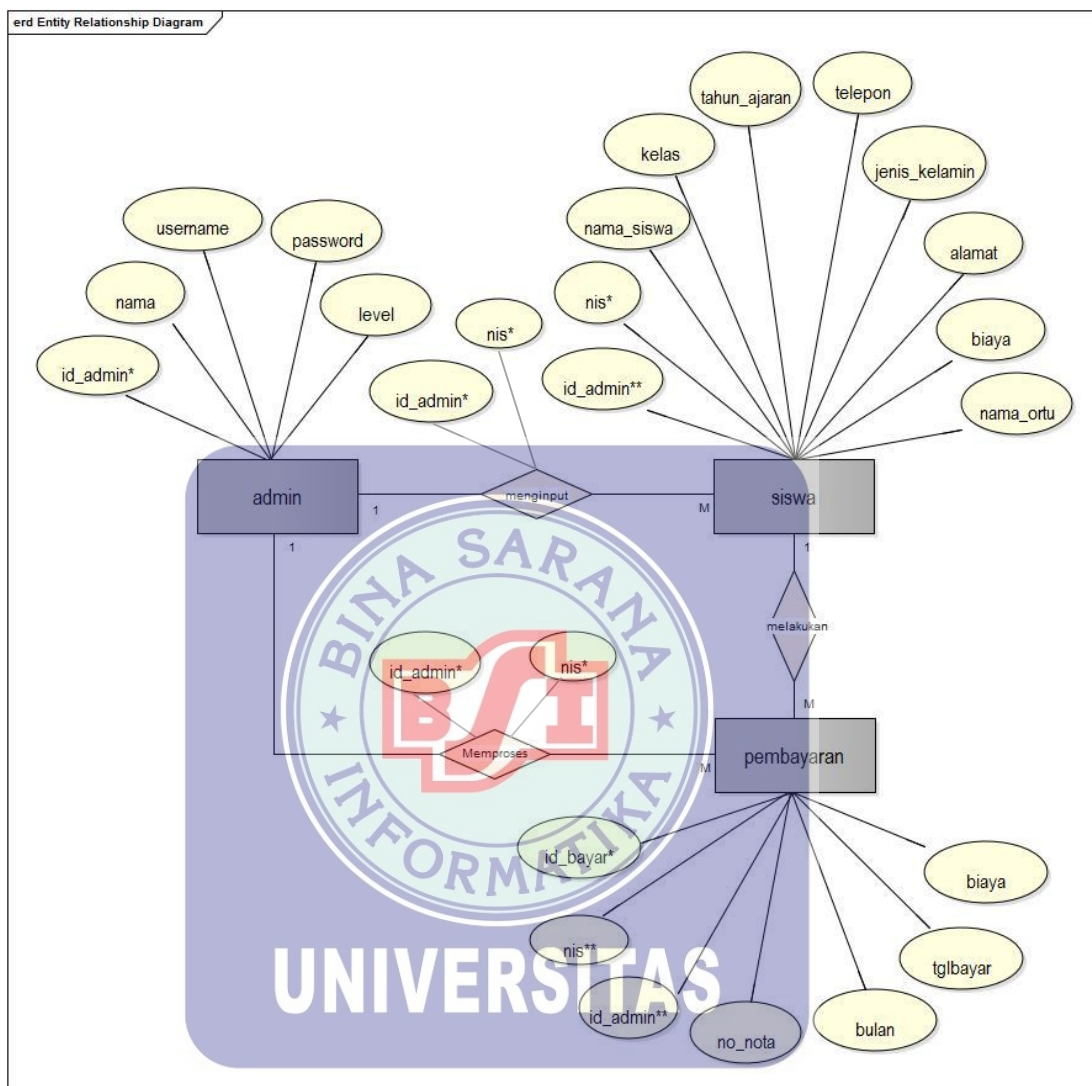 erd Entity Relationship Diagram
tahun_ajaran
telepon
kelas
jenis_kelamin
username
password
nama_siswa
alamat
nama
level
nis*
nis*
biaya
id_admin*
id_admin*
id_admin**
nama_ortu
admin
1
menginput
M
siswa
1
1
melakukan
BINA SARANA
id_admin*
nis*
BSI
M
Memproses
M
pembayaran
INFORMATIKA
id_bayar*
biaya
nis**
tglbayar
UNIVERSITAS
id_admin**
no_nota
bulan